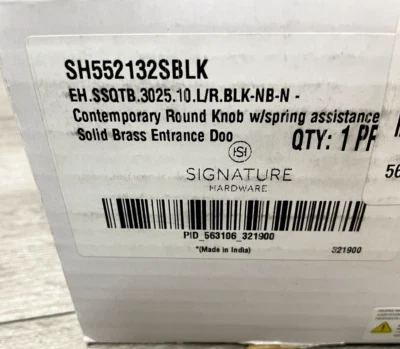 SH552132SBLK
EH.SSQTB.3025.10.L/R.BLK-NB-N -
Contemporary Round Knob w/spring assistance
Solid Brass Entrance Doo
QTY: 1 PF
SIGNATURE
HARDWARE
56
PID_563106_321900
*(Made in India)
321900